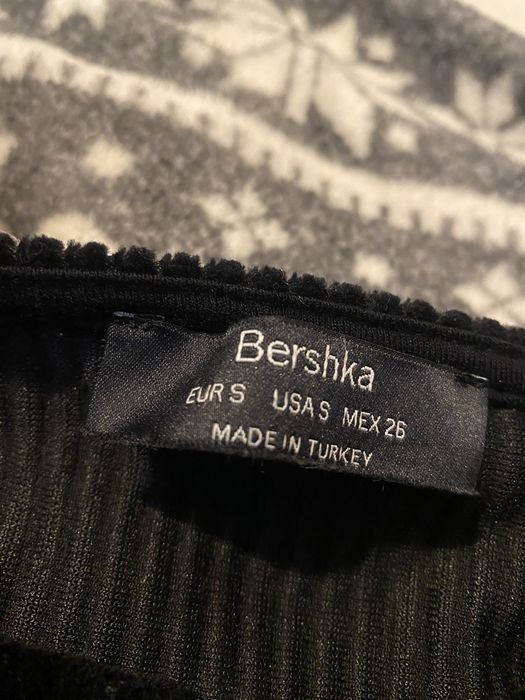 Bershka
EUR S USA S MEX 26
MADE IN TURKEY